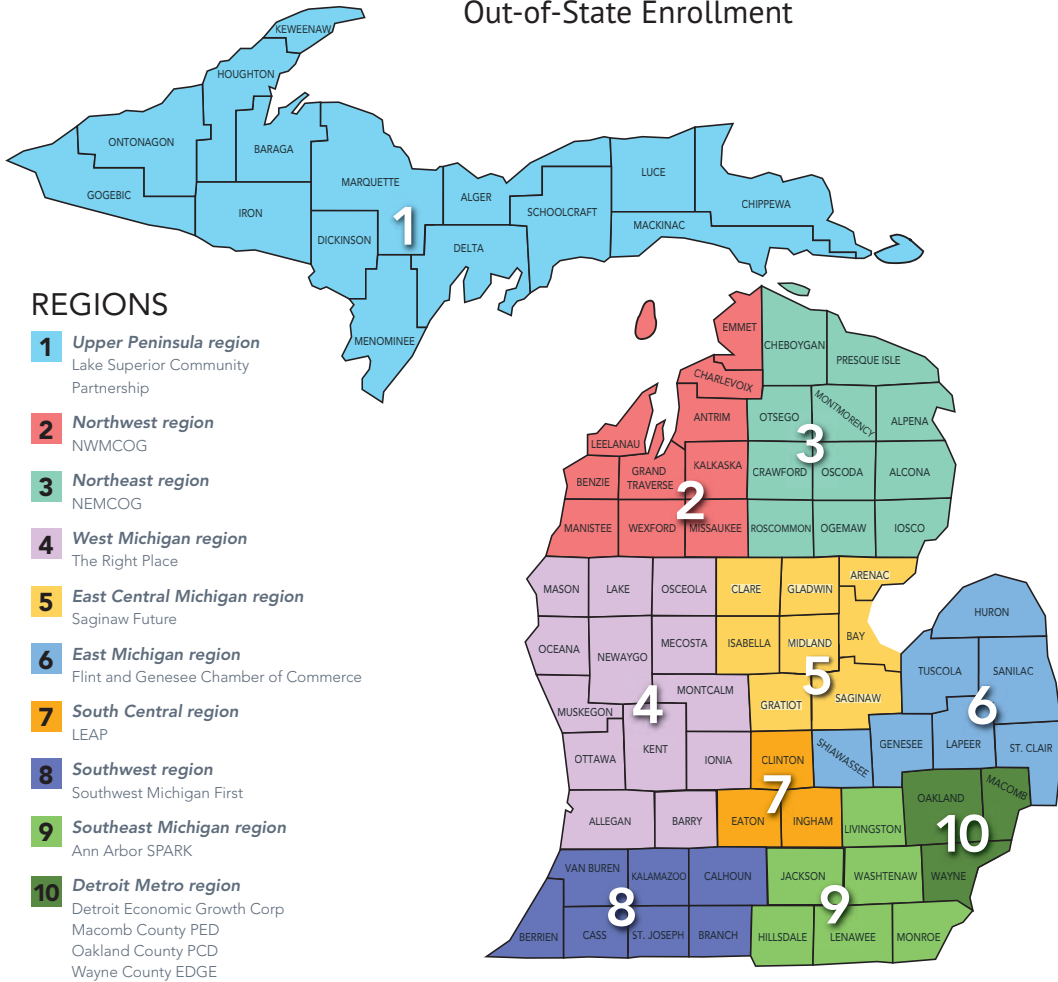 Out-of-State Enrollment
KEWEENAW
HOUGHTON
ONTONAGON
BARAGA
GOGEBIC
IRON
MARQUETTE
DICKINSON
1
ALGER
DELTA
SCHOOLCRAFT
LUCE
MACKINAC
CHIPPEWA
MENOMINEE
REGIONS
1 Upper Peninsula region
Lake Superior Community
Partnership
2 Northwest region
NWMCOG
3 Northeast region
NEMCOG
4 West Michigan region
The Right Place
5 East Central Michigan region
Saginaw Future
6 East Michigan region
Flint and Genesee Chamber of Commerce
7 South Central region
LEAP
8 Southwest region
Southwest Michigan First
9 Southeast Michigan region
Ann Arbor SPARK
10 Detroit Metro region
Detroit Economic Growth Corp
Macomb County PED
Oakland County PCD
Wayne County EDGE
EMMET
CHEBOYGAN
PRESQUE ISLE
CHARLEVOIX
ANTRIM
OTSEGO
MONTMORENCY
ALPENA
LEELANAU
3
BENZIE
GRAND
TRAVERSE
KALKASKA
CRAWFORD
OSCODA
ALCONA
2
MANISTEE
WEXFORD
MISSAUKEE
ROSCOMMON
OGEMAW
IOSCO
MASON
LAKE
OSCEOLA
CLARE
GLADWIN
ARENAC
OCEANA
NEWAYGO
MECOSTA
ISABELLA
MIDLAND
BAY
HURON
MUSKEGON
4
MONTCALM
GRATIOT
5
SAGINAW
TUSCOLA
SANILAC
6
OTTAWA
KENT
IONIA
CLINTON
SHIAWASSEE
GENESEE
LAPEER
ST. CLAIR
7
ALLEGAN
BARRY
EATON
INGHAM
LIVINGSTON
OAKLAND
MACOMB
10
VAN BUREN
KALAMAZOO
CALHOUN
JACKSON
WASHTENAW
WAYNE
8
9
BERRIEN
CASS
ST. JOSEPH
BRANCH
HILLSDALE
LENAWEE
MONROE